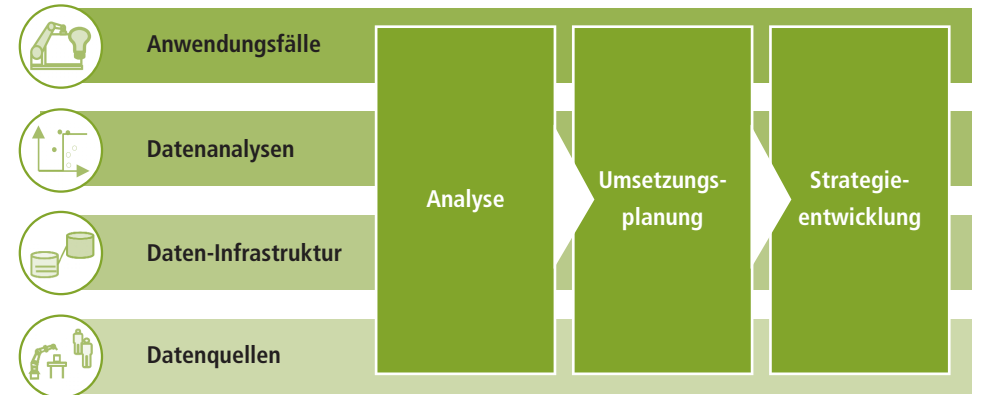 Anwendungsfälle
Datenanalysen
Daten-Infrastruktur
Datenquellen
Analyse
Umsetzungs-
planung
Strategie-
entwicklung